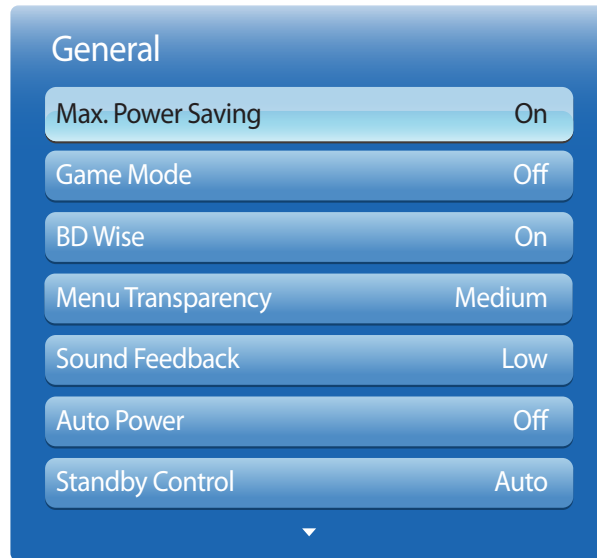 General
Max. Power Saving On
Game Mode Off
BD Wise On
Menu Transparency Medium
Sound Feedback Low
Auto Power Off
Standby Control Auto